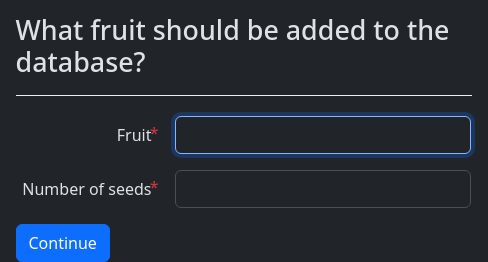 What fruit should be added to the
database?
Fruit*
Number of seeds*
Continue